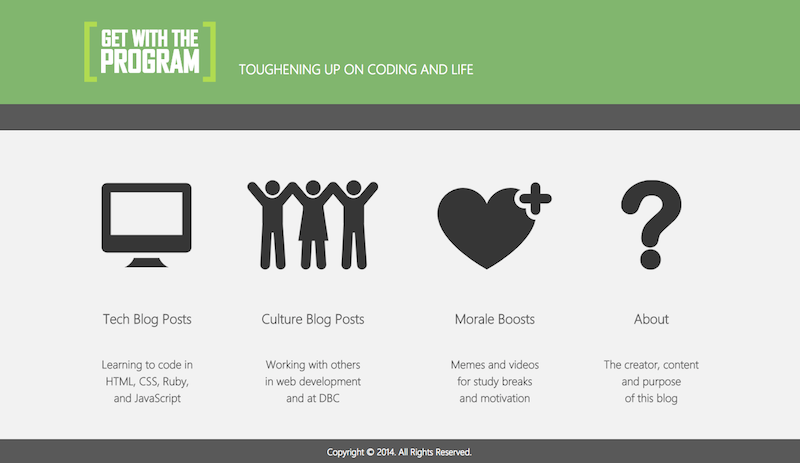 GET WITH THE
PROGRAM
TOUGHENING UP ON CODING AND LIFE
Tech Blog Posts
Culture Blog Posts
Morale Boosts
About
Learning to code in
HTML, CSS, Ruby,
and JavaScript
Working with others
in web development
and at DBC
Memes and videos
for study breaks
and motivation
The creator, content
and purpose
of this blog
Copyright © 2014. All Rights Reserved.